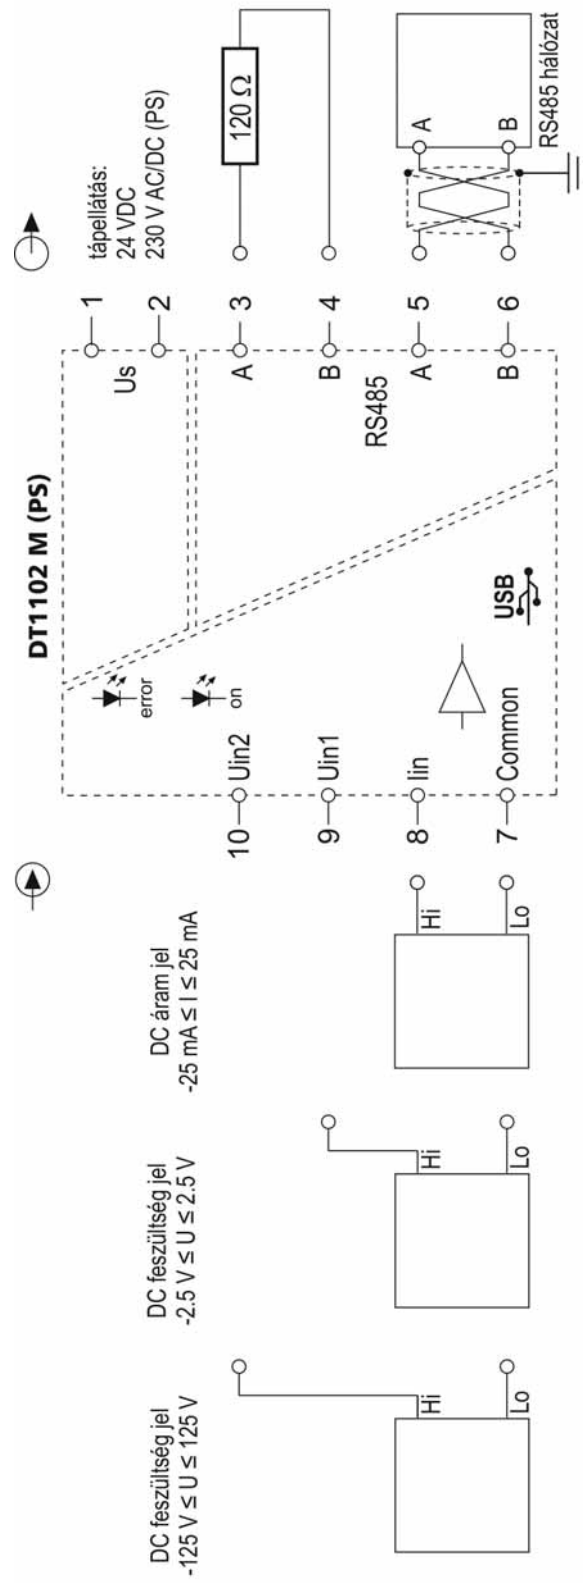 DT1102 M (PS)
DC feszültség jel
-125 V ≤ U ≤ 125 V
DC feszültség jel
-2.5 V ≤ U ≤ 2.5 V
DC áram jel
-25 mA ≤ I ≤ 25 mA
Hi
Lo
Hi
Lo
Hi
Lo
10
Uin2
9
Uin1
8
Iin
7
Common
error
on
USB
Us
1
2
A
3
B
4
RS485
A
5
B
6
tápellátás:
24 VDC
230 V AC/DC (PS)
120 Ω
A
B
RS485 hálózat